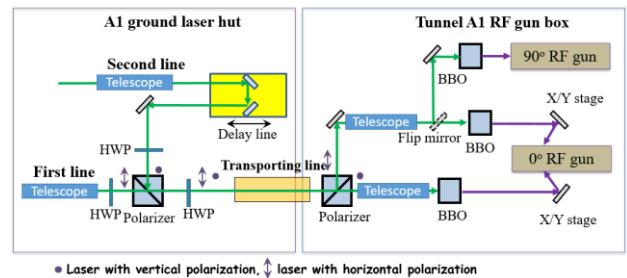 A1 ground laser hut
Second line
Telescope
Delay line
HWP
First line
Telescope
HWP
Polarizer
HWP
Transporting line
Tunnel A1 RF gun box
BBO
90° RF gun
Telescope
Flip mirror
BBO
X/Y stage
0° RF gun
Polarizer
Telescope
BBO
X/Y stage
Laser with vertical polarization, laser with horizontal polarization